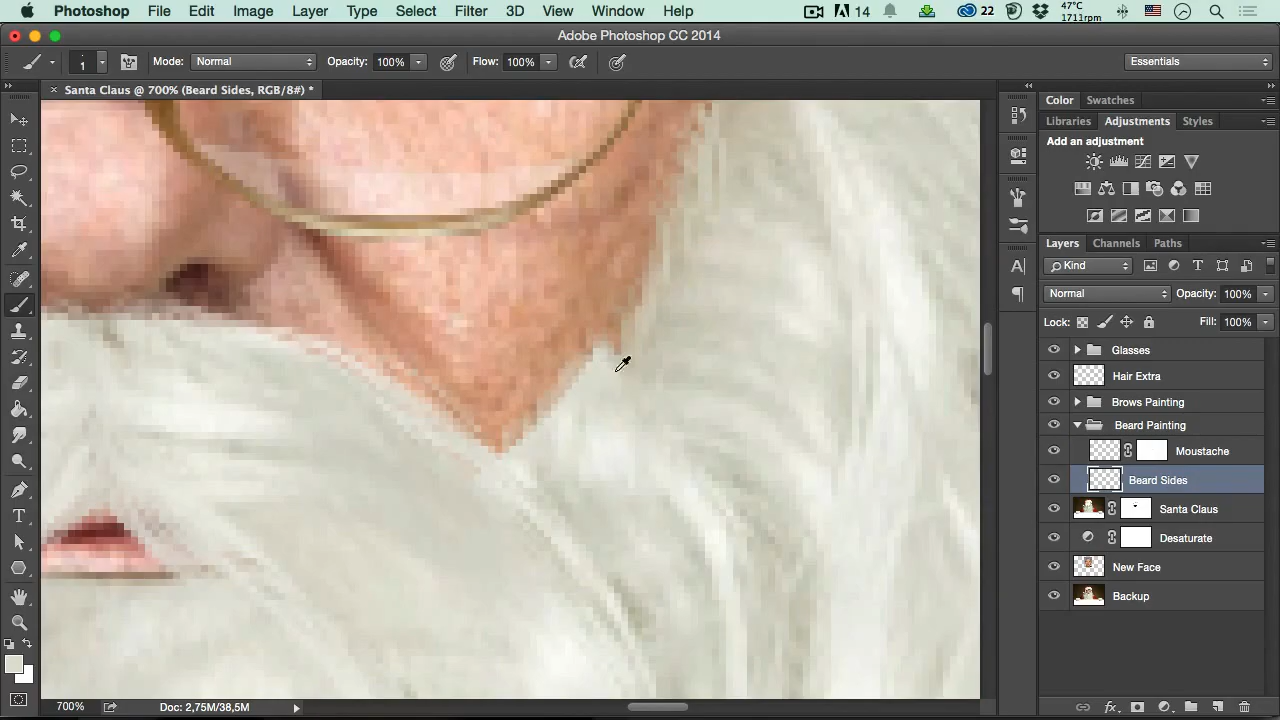 Photoshop File Edit Image Layer Type Select Filter 3D View Window Help 14 22 47°C 1711rpm
Adobe Photoshop CC 2014
1 Mode: Normal Opacity: 100% Flow: 100% Essentials
× Santa Claus @ 700% (Beard Sides, RGB/8#) *
Color Swatches
Libraries Adjustments Styles
Add an adjustment
Layers Channels Paths
Kind
Normal Opacity: 100%
Lock: Fill: 100%
Glasses
Hair Extra
Brows Painting
Beard Painting
Moustache
Beard Sides
Santa Claus
Desaturate
New Face
Backup
700% Doc: 2,75M/38,5M